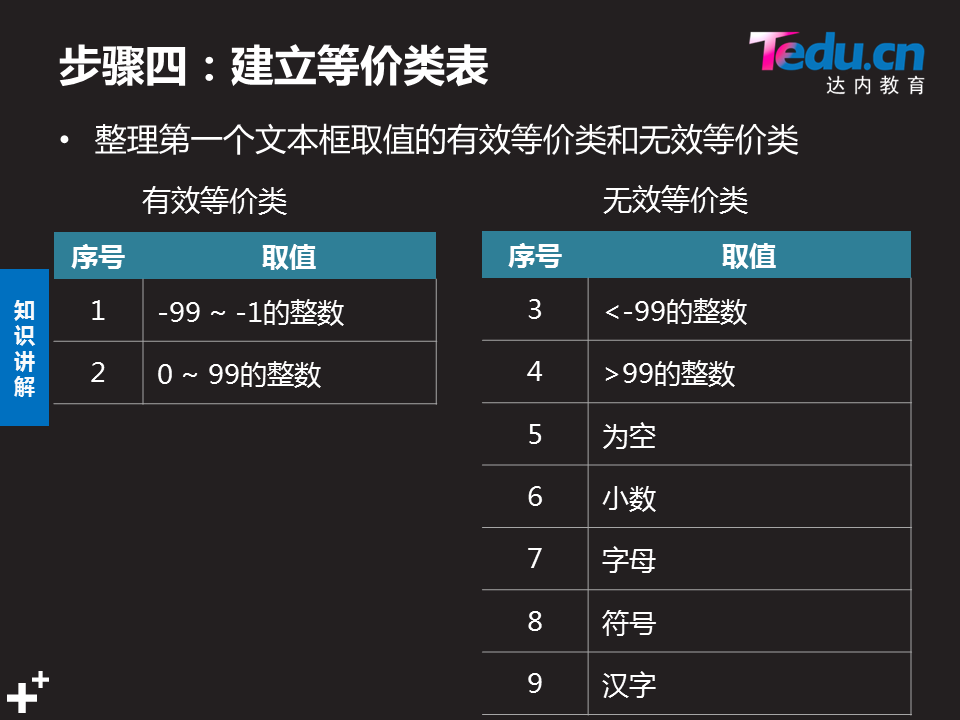 步骤四：建立等价类表
Tedu.cn
达内教育
• 整理第一个文本框取值的有效等价类和无效等价类
有效等价类
序号 取值
1 -99 ~ -1的整数
2 0 ~ 99的整数
无效等价类
序号 取值
3 <-99的整数
4 >99的整数
5 为空
6 小数
7 字母
8 符号
9 汉字
知识讲解